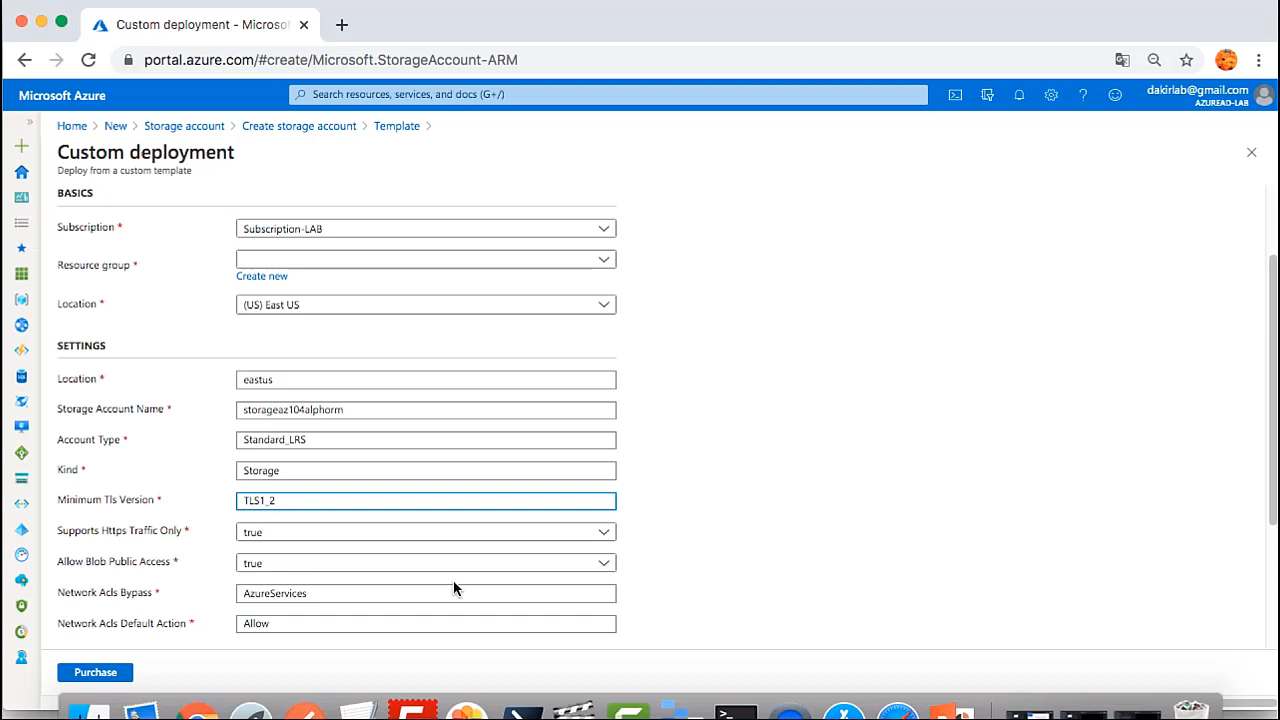 Custom deployment - Microso
portal.azure.com/#create/Microsoft.StorageAccount-ARM
Microsoft Azure
Search resources, services, and docs (G+/)
dakirlab@gmail.com
AZUREAD-LAB
Home > New > Storage account > Create storage account > Template >
Custom deployment
Deploy from a custom template
BASICS
Subscription *
Subscription-LAB
Resource group *
Create new
Location *
(US) East US
SETTINGS
Location *
eastus
Storage Account Name *
storageaz104alphorm
Account Type *
Standard_LRS
Kind *
Storage
Minimum Tls Version *
TLS1_2
Supports Https Traffic Only *
true
Allow Blob Public Access *
true
Network Acls Bypass *
AzureServices
Network Acls Default Action *
Allow
Purchase